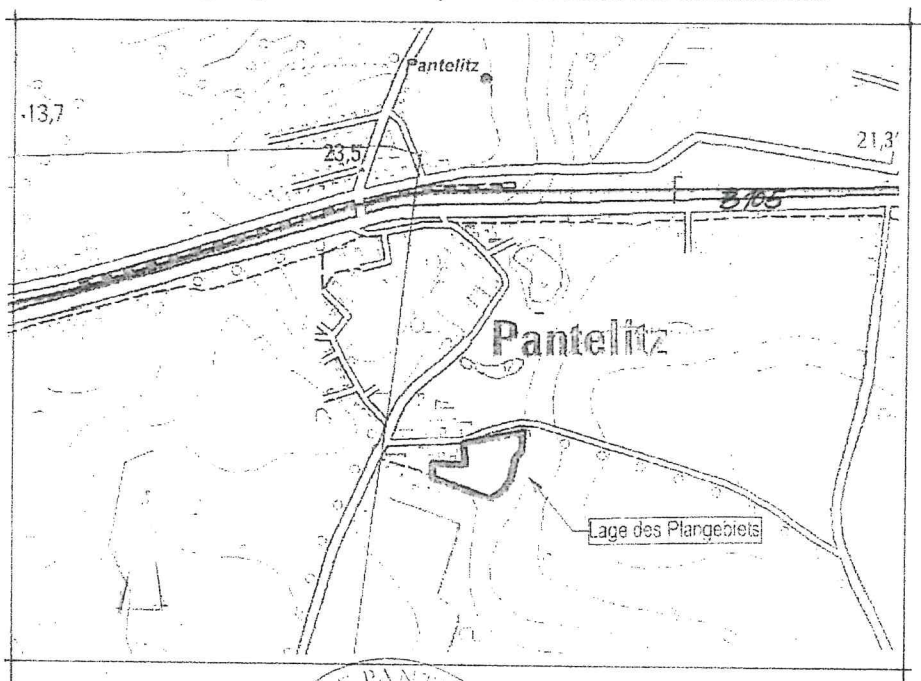 Pantelitz
13,7
23,5
21,3
B105
Pantelitz
Lage des Plangebiets